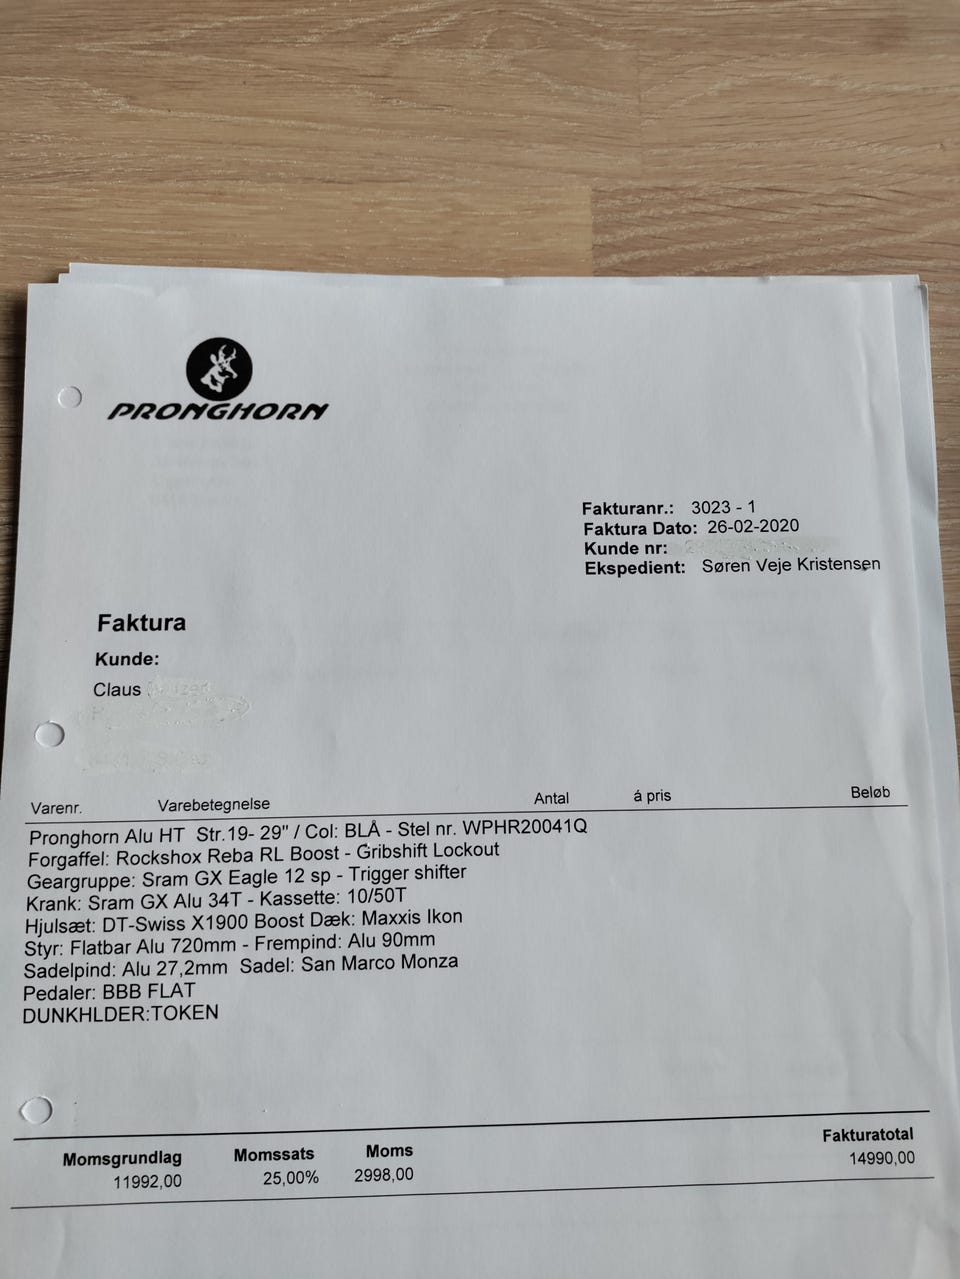 PRONGHORN
Fakturanr.: 3023 - 1
Faktura Dato: 26-02-2020
Kunde nr:
Ekspedient: Søren Veje Kristensen
Faktura
Kunde:
Claus
Varenr. Varebetegnelse Antal á pris Beløb
Pronghorn Alu HT Str.19- 29" / Col: BLÅ - Stel nr. WPHR20041Q
Forgaffel: Rockshox Reba RL Boost - Gribshift Lockout
Geargruppe: Sram GX Eagle 12 sp - Trigger shifter
Krank: Sram GX Alu 34T - Kassette: 10/50T
Hjulsæt: DT-Swiss X1900 Boost Dæk: Maxxis Ikon
Styr: Flatbar Alu 720mm - Frempind: Alu 90mm
Sadelpind: Alu 27,2mm Sadel: San Marco Monza
Pedaler: BBB FLAT
DUNKHLDER:TOKEN
Momsgrundlag Momssats Moms Fakturatotal
11992,00 25,00% 2998,00 14990,00